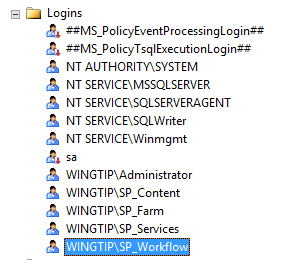 Logins
##MS_PolicyEventProcessingLogin##
##MS_PolicyTsqlExecutionLogin##
NT AUTHORITY\SYSTEM
NT SERVICE\MSSQLSERVER
NT SERVICE\SQLSERVERAGENT
NT SERVICE\SQLWriter
NT SERVICE\Winmgmt
sa
WINGTIP\Administrator
WINGTIP\SP_Content
WINGTIP\SP_Farm
WINGTIP\SP_Services
WINGTIP\SP_Workflow